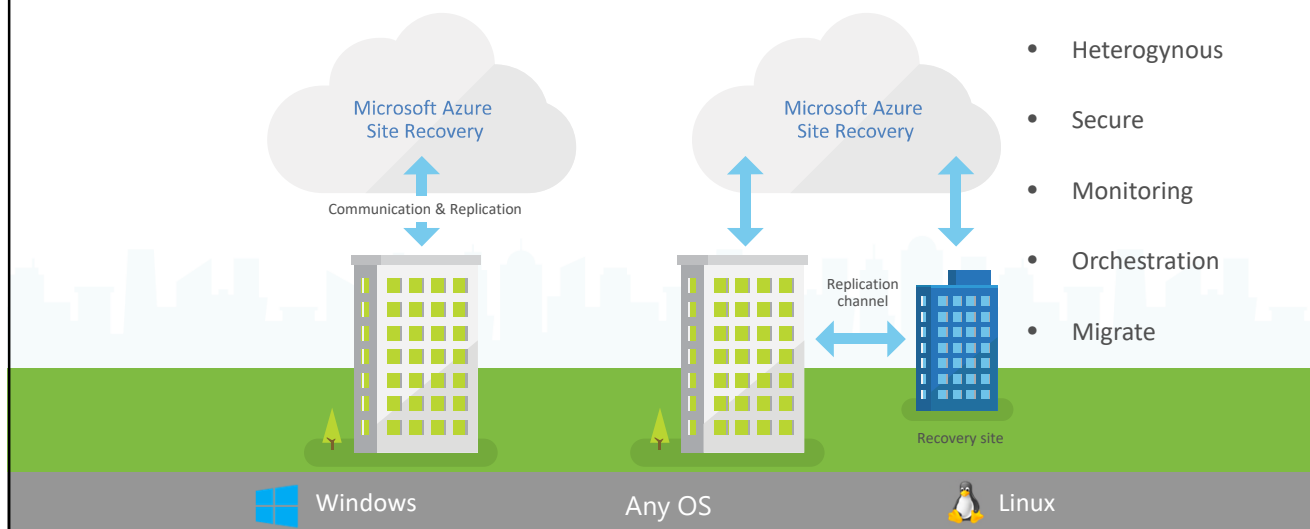 Microsoft Azure
Site Recovery
Communication & Replication
Microsoft Azure
Site Recovery
Replication
channel
Recovery site
• Heterogynous
• Secure
• Monitoring
• Orchestration
• Migrate
Windows
Any OS
Linux